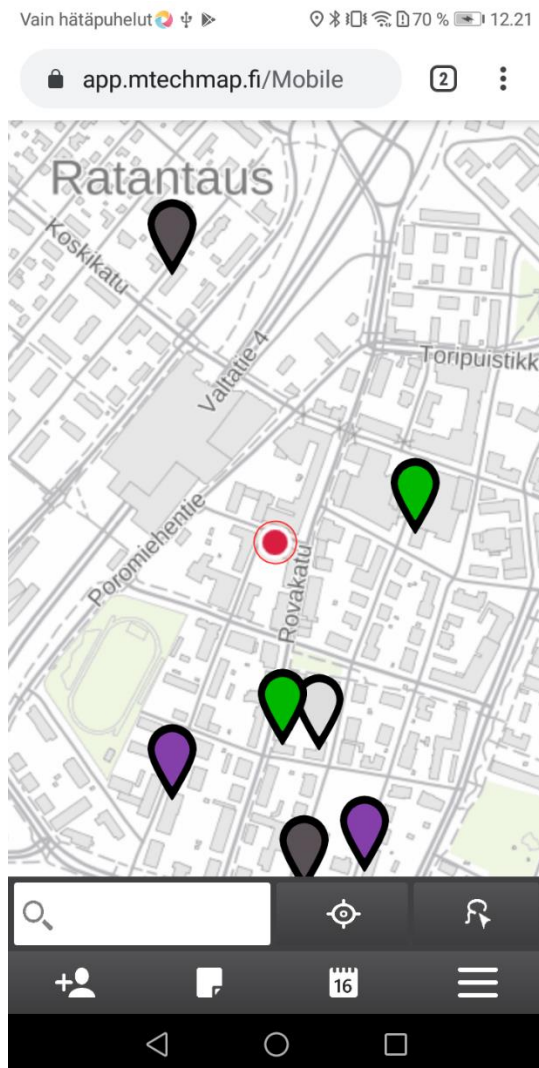 Vain hätäpuhelut 70 % 12.21
app.mtechmap.fi/Mobile 2
Ratantaus
Koskikatu
Valtatie 4
Toripuistikk
Poromiehentie
Rovakatu
16